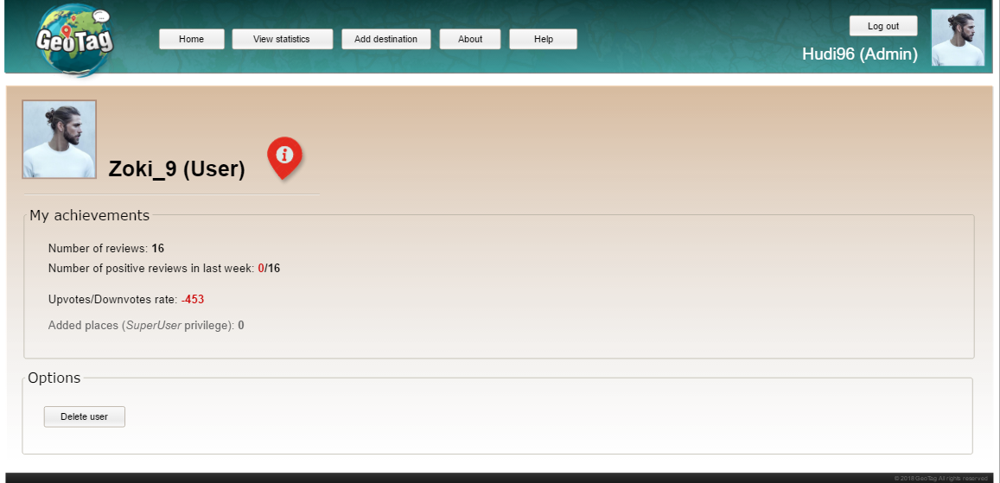 GeoTag
Home
View statistics
Add destination
About
Help
Log out
Hudi96 (Admin)
Zoki_9 (User)
My achievements
Number of reviews: 16
Number of positive reviews in last week: 0/16
Upvotes/Downvotes rate: -453
Added places (SuperUser privilege): 0
Options
Delete user
© 2018 GeoTag All rights reserved